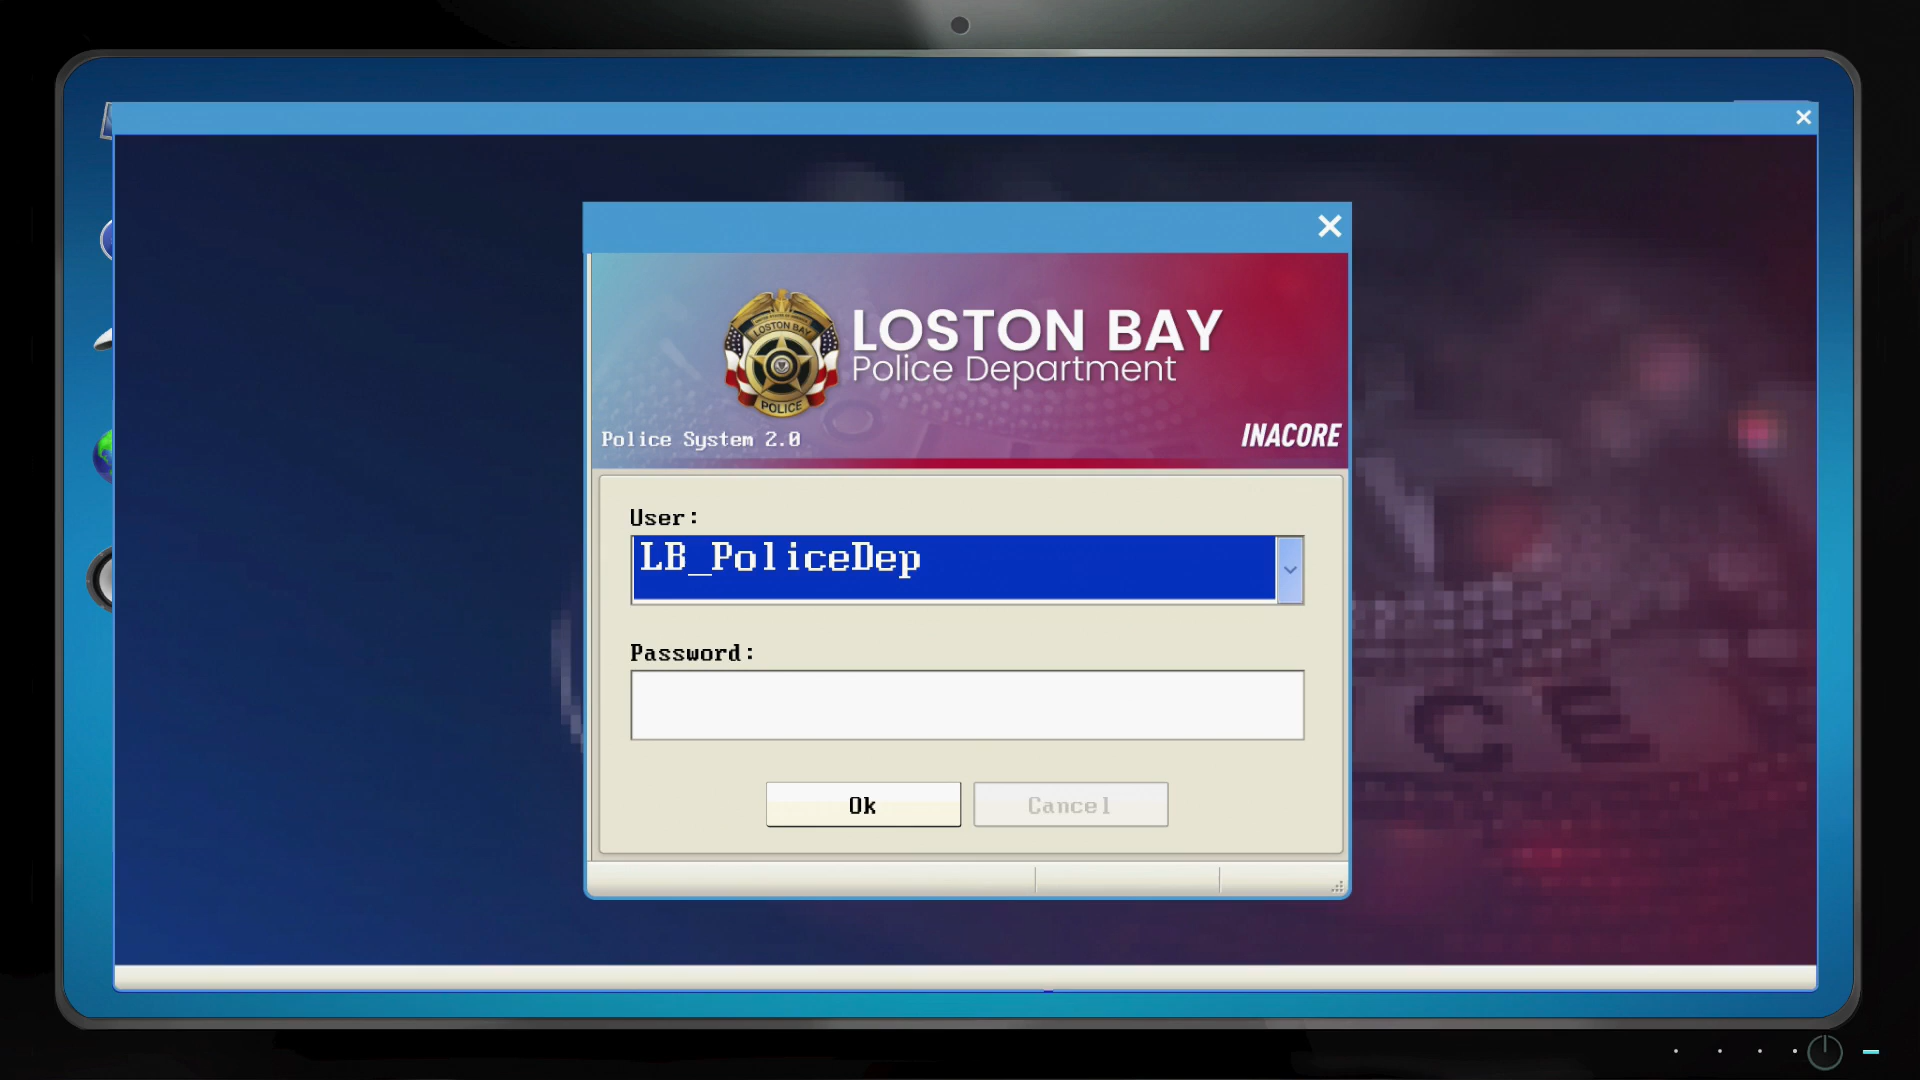 LOSTON BAY
Police Department
LOSTON BAY
POLICE
Police System 2.0
INACORE
User:
LB_PoliceDep
Password:
Ok
Cancel
C E